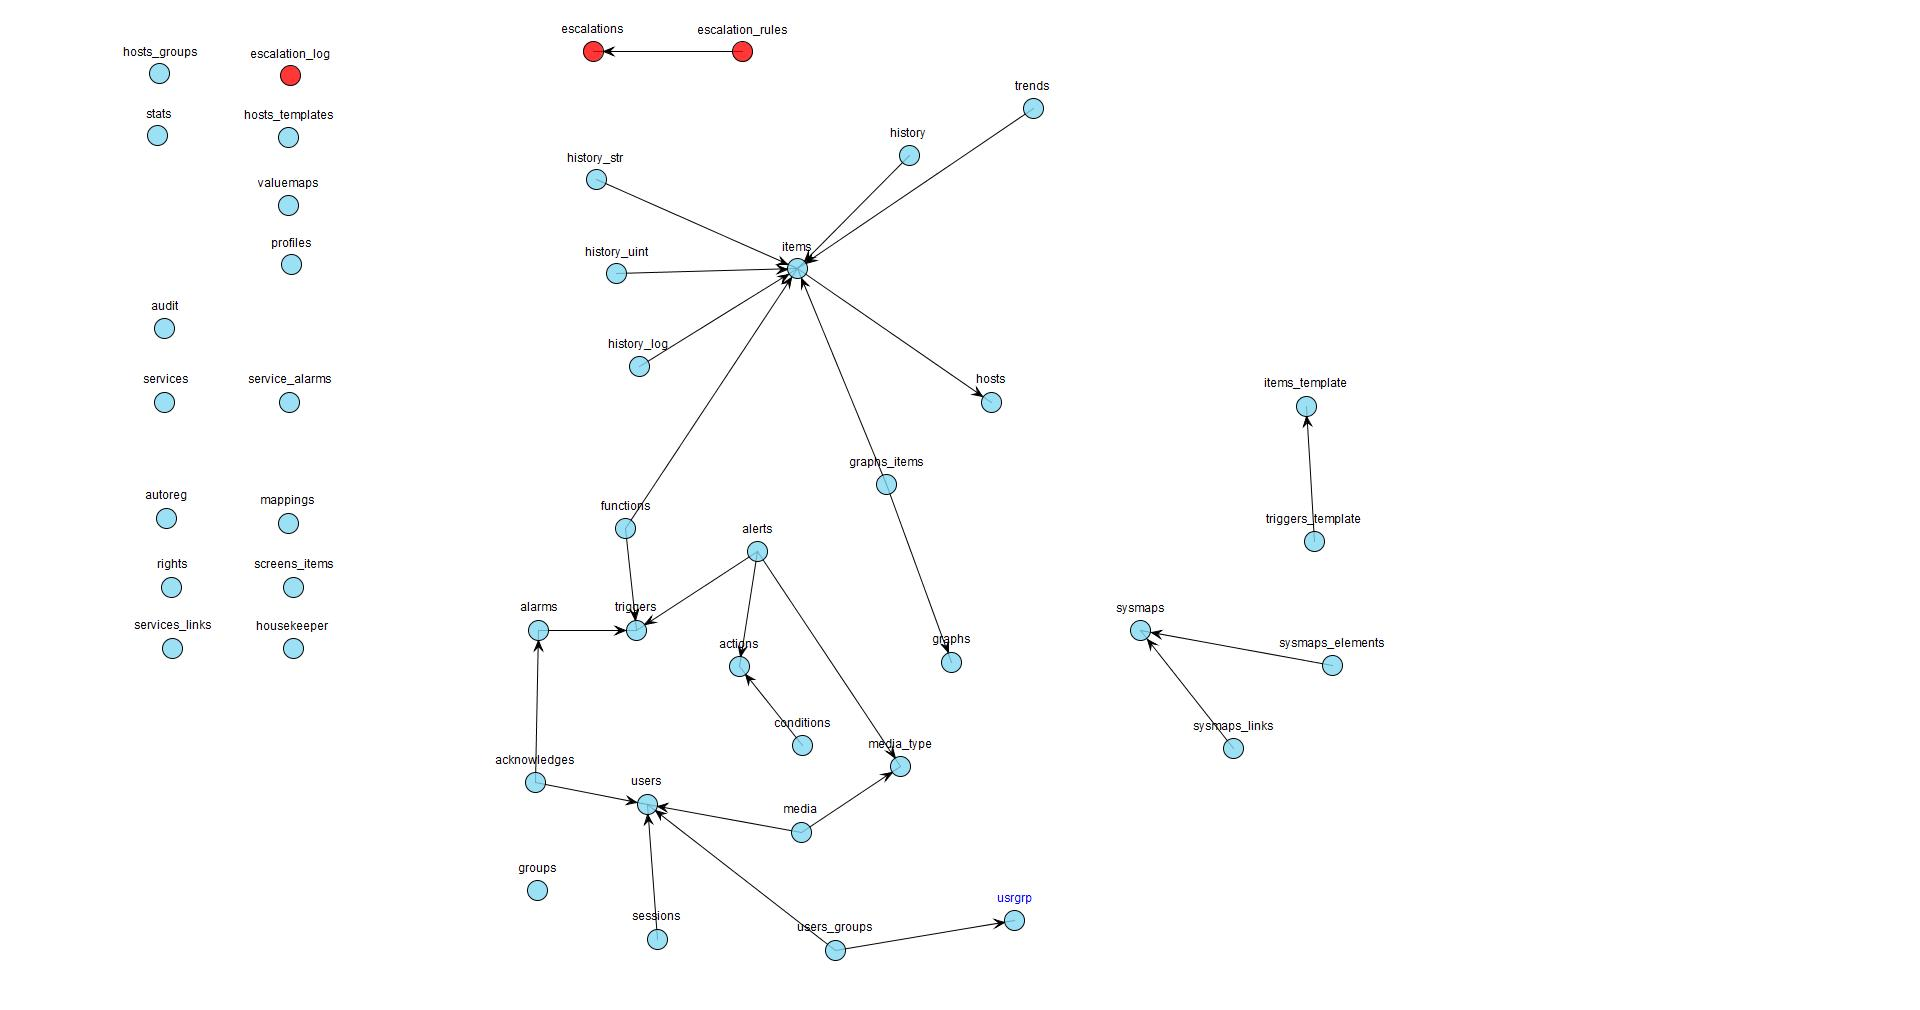 escalations
escalation_rules
hosts_groups
escalation_log
trends
stats
hosts_templates
history
history_str
valuemaps
profiles
items
history_uint
audit
history_log
services
service_alarms
hosts
items_template
graphs_items
autoreg
mappings
functions
triggers_template
alerts
rights
screens_items
alarms
triggers
sysmaps
services_links
housekeeper
actions
graphs
sysmaps_elements
conditions
sysmaps_links
media_type
acknowledges
users
media
groups
usrgrp
sessions
users_groups